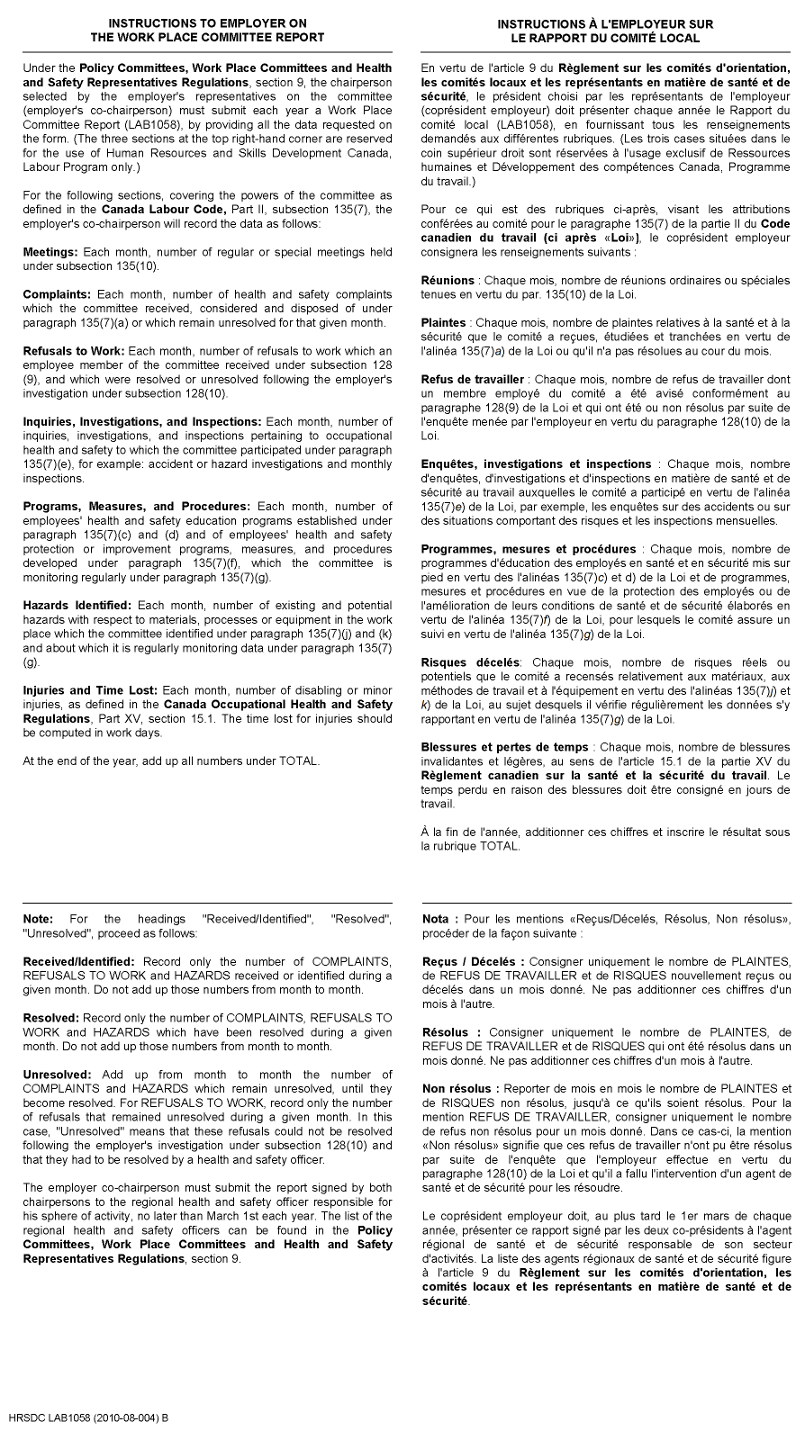 INSTRUCTIONS TO EMPLOYER ON
THE WORK PLACE COMMITTEE REPORT
Under the Policy Committees, Work Place Committees and Health
and Safety Representatives Regulations, section 9, the chairperson
selected by the employer's representatives on the committee
(employer's co-chairperson) must submit each year a Work Place
Committee Report (LAB1058), by providing all the data requested on
the form. (The three sections at the top right-hand corner are reserved
for the use of Human Resources and Skills Development Canada,
Labour Program only.)
For the following sections, covering the powers of the committee as
defined in the Canada Labour Code, Part II, subsection 135(7), the
employer's co-chairperson will record the data as follows:
Meetings: Each month, number of regular or special meetings held
under subsection 135(10).
Complaints: Each month, number of health and safety complaints
which the committee received, considered and disposed of under
paragraph 135(7)(a) or which remain unresolved for that given month.
Refusals to Work: Each month, number of refusals to work which an
employee member of the committee received under subsection 128
(9), and which were resolved or unresolved following the employer's
investigation under subsection 128(10).
Inquiries, Investigations, and Inspections: Each month, number of
inquiries, investigations, and inspections pertaining to occupational
health and safety to which the committee participated under paragraph
135(7)(e), for example: accident or hazard investigations and monthly
inspections.
Programs, Measures, and Procedures: Each month, number of
employees' health and safety education programs established under
paragraph 135(7)(c) and (d) and of employees' health and safety
protection or improvement programs, measures, and procedures
developed under paragraph 135(7)(f), which the committee is
monitoring regularly under paragraph 135(7)(g).
Hazards Identified: Each month, number of existing and potential
hazards with respect to materials, processes or equipment in the work
place which the committee identified under paragraph 135(7)(j) and (k)
and about which it is regularly monitoring data under paragraph 135(7)
(g).
Injuries and Time Lost: Each month, number of disabling or minor
injuries, as defined in the Canada Occupational Health and Safety
Regulations, Part XV, section 15.1. The time lost for injuries should
be computed in work days.
At the end of the year, add up all numbers under TOTAL.
Note: For the headings "Received/Identified", "Resolved",
"Unresolved", proceed as follows:
Received/Identified: Record only the number of COMPLAINTS,
REFUSALS TO WORK and HAZARDS received or identified during a
given month. Do not add up those numbers from month to month.
Resolved: Record only the number of COMPLAINTS, REFUSALS TO
WORK and HAZARDS which have been resolved during a given
month. Do not add up those numbers from month to month.
Unresolved: Add up from month to month the number of
COMPLAINTS and HAZARDS which remain unresolved, until they
become resolved. For REFUSALS TO WORK, record only the number
of refusals that remained unresolved during a given month. In this
case, "Unresolved" means that these refusals could not be resolved
following the employer's investigation under subsection 128(10) and
that they had to be resolved by a health and safety officer.
The employer co-chairperson must submit the report signed by both
chairpersons to the regional health and safety officer responsible for
his sphere of activity, no later than March 1st each year. The list of the
regional health and safety officers can be found in the Policy
Committees, Work Place Committees and Health and Safety
Representatives Regulations, section 9.
INSTRUCTIONS À L'EMPLOYEUR SUR
LE RAPPORT DU COMITÉ LOCAL
En vertu de l'article 9 du Règlement sur les comités d'orientation,
les comités locaux et les représentants en matière de santé et de
sécurité, le président choisi par les représentants de l'employeur
(coprésident employeur) doit présenter chaque année le Rapport du
comité local (LAB1058), en fournissant tous les renseignements
demandés aux différentes rubriques. (Les trois cases situées dans le
coin supérieur droit sont réservées à l'usage exclusif de Ressources
humaines et Développement des compétences Canada, Programme
du travail.)
Pour ce qui est des rubriques ci-après, visant les attributions
conférées au comité pour le paragraphe 135(7) de la partie II du Code
canadien du travail (ci après «Loi»), le coprésident employeur
consignera les renseignements suivants :
Réunions : Chaque mois, nombre de réunions ordinaires ou spéciales
tenues en vertu du par. 135(10) de la Loi.
Plaintes : Chaque mois, nombre de plaintes relatives à la santé et à la
sécurité que le comité a reçues, étudiées et tranchées en vertu de
l'alinéa 135(7)a) de la Loi ou qu'il n'a pas résolues au cour du mois.
Refus de travailler : Chaque mois, nombre de refus de travailler dont
un membre employé du comité a été avisé conformément au
paragraphe 128(9) de la Loi et qui ont été ou non résolus par suite de
l'enquête menée par l'employeur en vertu du paragraphe 128(10) de la
Loi.
Enquêtes, investigations et inspections : Chaque mois, nombre
d'enquêtes, d'investigations et d'inspections en matière de santé et de
sécurité au travail auxquelles le comité a participé en vertu de l'alinéa
135(7)e) de la Loi, par exemple, les enquêtes sur des accidents ou sur
des situations comportant des risques et les inspections mensuelles.
Programmes, mesures et procédures : Chaque mois, nombre de
programmes d'éducation des employés en santé et en sécurité mis sur
pied en vertu des alinéas 135(7)c) et d) de la Loi et de programmes,
mesures et procédures en vue de la protection des employés ou de
l'amélioration de leurs conditions de santé et de sécurité élaborés en
vertu de l'alinéa 135(7)f) de la Loi, pour lesquels le comité assure un
suivi en vertu de l'alinéa 135(7)g) de la Loi.
Risques décelés: Chaque mois, nombre de risques réels ou
potentiels que le comité a recensés relativement aux matériaux, aux
méthodes de travail et à l'équipement en vertu des alinéas 135(7)j) et
k) de la Loi, au sujet desquels il vérifie régulièrement les données s'y
rapportant en vertu de l'alinéa 135(7)g) de la Loi.
Blessures et pertes de temps : Chaque mois, nombre de blessures
invalidantes et légères, au sens de l'article 15.1 de la partie XV du
Règlement canadien sur la santé et la sécurité du travail. Le
temps perdu en raison des blessures doit être consigné en jours de
travail.
À la fin de l'année, additionner ces chiffres et inscrire le résultat sous
la rubrique TOTAL.
Nota : Pour les mentions «Reçus/Décelés, Résolus, Non résolus»,
procéder de la façon suivante :
Reçus / Décelés : Consigner uniquement le nombre de PLAINTES,
de REFUS DE TRAVAILLER et de RISQUES nouvellement reçus ou
décelés dans un mois donné. Ne pas additionner ces chiffres d'un
mois à l'autre.
Résolus : Consigner uniquement le nombre de PLAINTES, de
REFUS DE TRAVAILLER et de RISQUES qui ont été résolus dans un
mois donné. Ne pas additionner ces chiffres d'un mois à l'autre.
Non résolus : Reporter de mois en mois le nombre de PLAINTES et
de RISQUES non résolus, jusqu'à ce qu'ils soient résolus. Pour la
mention REFUS DE TRAVAILLER, consigner uniquement le nombre
de refus non résolus pour un mois donné. Dans ce cas-ci, la mention
«Non résolus» signifie que ces refus de travailler n'ont pu être résolus
par suite de l'enquête que l'employeur effectue en vertu du
paragraphe 128(10) de la Loi et qu'il a fallu l'intervention d'un agent de
santé et de sécurité pour les résoudre.
Le coprésident employeur doit, au plus tard le 1er mars de chaque
année, présenter ce rapport signé par les deux co-présidents à l'agent
régional de santé et de sécurité responsable de son secteur
d'activités. La liste des agents régionaux de santé et de sécurité figure
à l'article 9 du Règlement sur les comités d'orientation, les
comités locaux et les représentants en matière de santé et de
sécurité.
HRSDC LAB1058 (2010-08-004) B